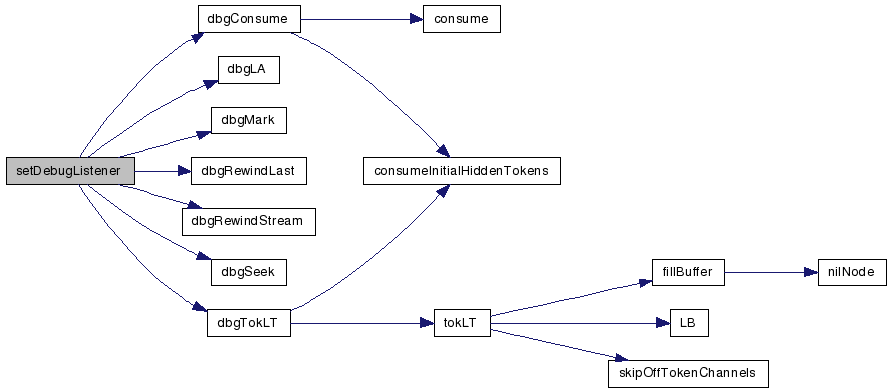 setDebugListener
dbgConsume
dbgLA
dbgMark
dbgRewindLast
dbgRewindStream
dbgSeek
dbgTokLT
consume
consumeInitialHiddenTokens
tokLT
fillBuffer
LB
skipOffTokenChannels
nilNode